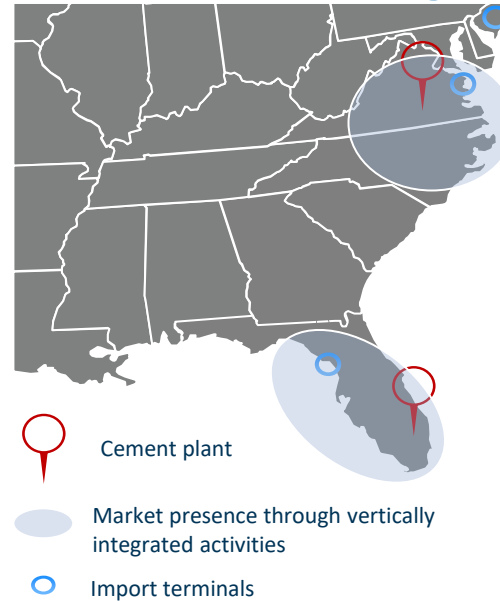 Cement plant
Market presence through vertically
integrated activities
Import terminals